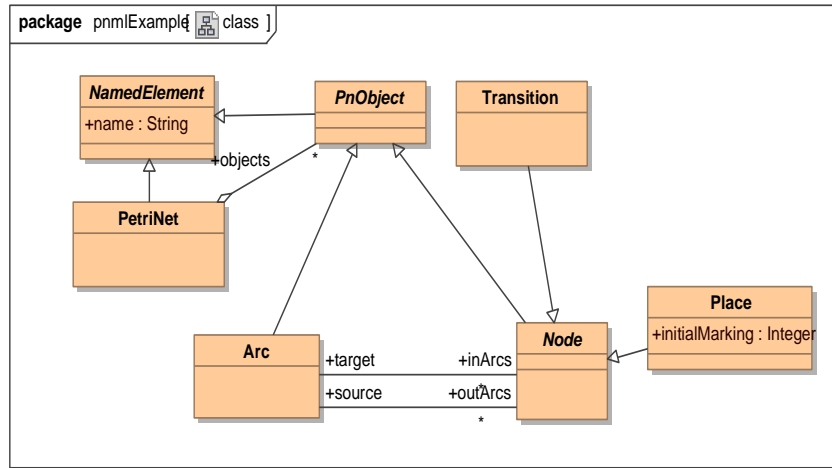 package pnmlExample[ class ]
NamedElement
+name : String
PnObject
Transition
+objects
*
PetriNet
Place
+initialMarking : Integer
Arc
Node
+target
+inArcs
*
+source
+outArcs
*